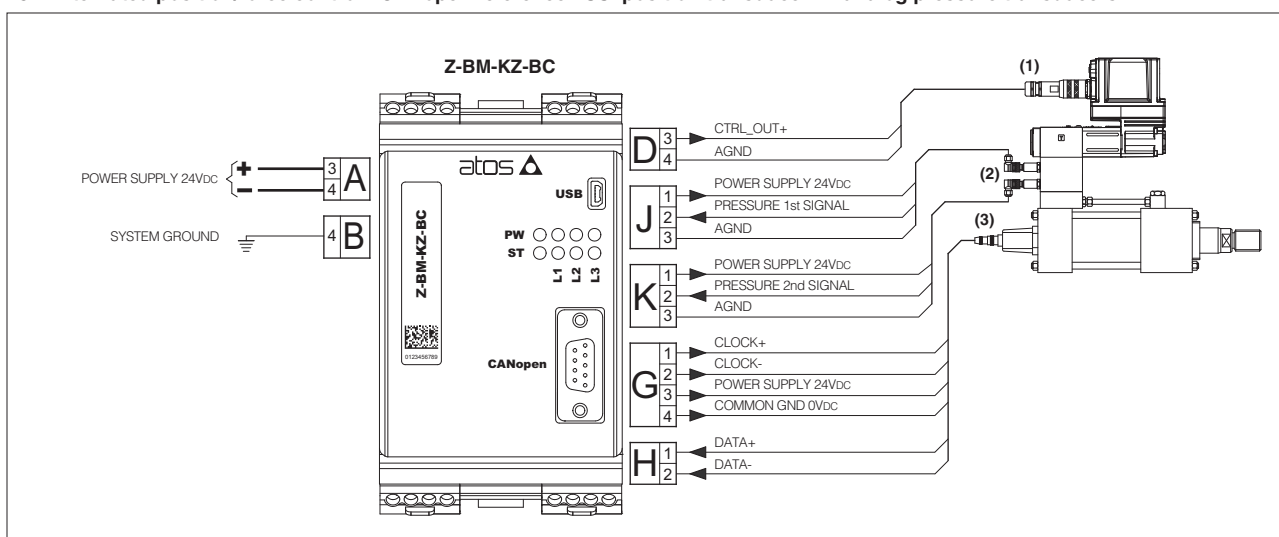 Z-BM-KZ-BC
(1)
D
3 CTRL_OUT+
4 AGND
POWER SUPPLY 24VDC
+
-
3
4
A
SYSTEM GROUND
4 B
atos
USB
PW
ST
L1
L2
L3
Z-BM-KZ-BC
0123456789
CANopen
(2)
J
1 POWER SUPPLY 24VDC
2 PRESSURE 1st SIGNAL
3 AGND
(3)
K
1 POWER SUPPLY 24VDC
2 PRESSURE 2nd SIGNAL
3 AGND
G
1 CLOCK+
2 CLOCK-
3 POWER SUPPLY 24VDC
4 COMMON GND 0VDC
H
1 DATA+
2 DATA-